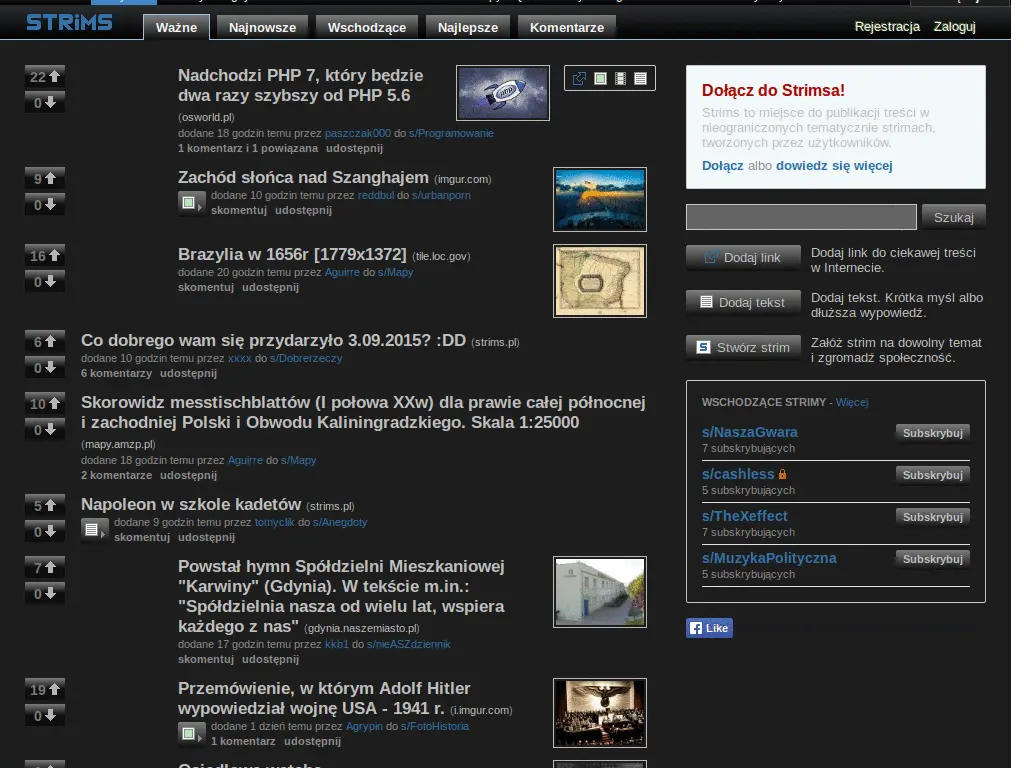 STRiMS
Ważne
Najnowsze
Wschodzące
Najlepsze
Komentarze
Rejestracja
Zaloguj
22
0
Nadchodzi PHP 7, który będzie
dwa razy szybszy od PHP 5.6
(osworld.pl)
dodane 18 godzin temu przez paszczak000 do s/Programowanie
1 komentarz i 1 powiązana udostępnij
php
9
0
Zachód słońca nad Szanghajem (imgur.com)
dodane 10 godzin temu przez reddbul do s/urbanporn
skomentuj udostępnij
16
0
Brazylia w 1656r [1779x1372] (tile.loc.gov)
dodane 20 godzin temu przez Aguirre do s/Mapy
skomentuj udostępnij
6
0
Co dobrego wam się przydarzyło 3.09.2015? :DD (strims.pl)
dodane 10 godzin temu przez xxxx do s/Dobrerzeczy
6 komentarzy udostępnij
10
0
Skorowidz messtischblattów (I połowa XXw) dla prawie całej północnej
i zachodniej Polski i Obwodu Kaliningradzkiego. Skala 1:25000
(mapy.amzp.pl)
dodane 18 godzin temu przez Aguirre do s/Mapy
2 komentarze udostępnij
5
0
Napoleon w szkole kadetów (strims.pl)
dodane 9 godzin temu przez tomyclik do s/Anegdoty
skomentuj udostępnij
7
0
Powstał hymn Spółdzielni Mieszkaniowej
"Karwiny" (Gdynia). W tekście m.in.:
"Spółdzielnia nasza od wielu lat, wspiera
każdego z nas" (gdynia.naszemiasto.pl)
dodane 17 godzin temu przez kkb1 do s/nieASZdziennik
skomentuj udostępnij
19
0
Przemówienie, w którym Adolf Hitler
wypowiedział wojnę USA - 1941 r. (i.imgur.com)
dodane 1 dzień temu przez Agrypin do s/FotoHistoria
1 komentarz udostępnij
Dołącz do Strimsa!
Strims to miejsce do publikacji treści w
nieograniczonych tematycznie strimach,
tworzonych przez użytkowników.
Dołącz albo dowiedz się więcej
Szukaj
Dodaj link
Dodaj link do ciekawej treści
w Internecie.
Dodaj tekst
Dodaj tekst. Krótka myśl albo
dłuższa wypowiedź.
S Stwórz strim
Załóż strim na dowolny temat
i zgromadź społeczność.
WSCHODZĄCE STRIMY - Więcej
s/NaszaGwara
Subskrybuj
7 subskrybujących
s/cashless
Subskrybuj
5 subskrybujących
s/TheXeffect
Subskrybuj
7 subskrybujących
s/MuzykaPolityczna
Subskrybuj
5 subskrybujących
f Like